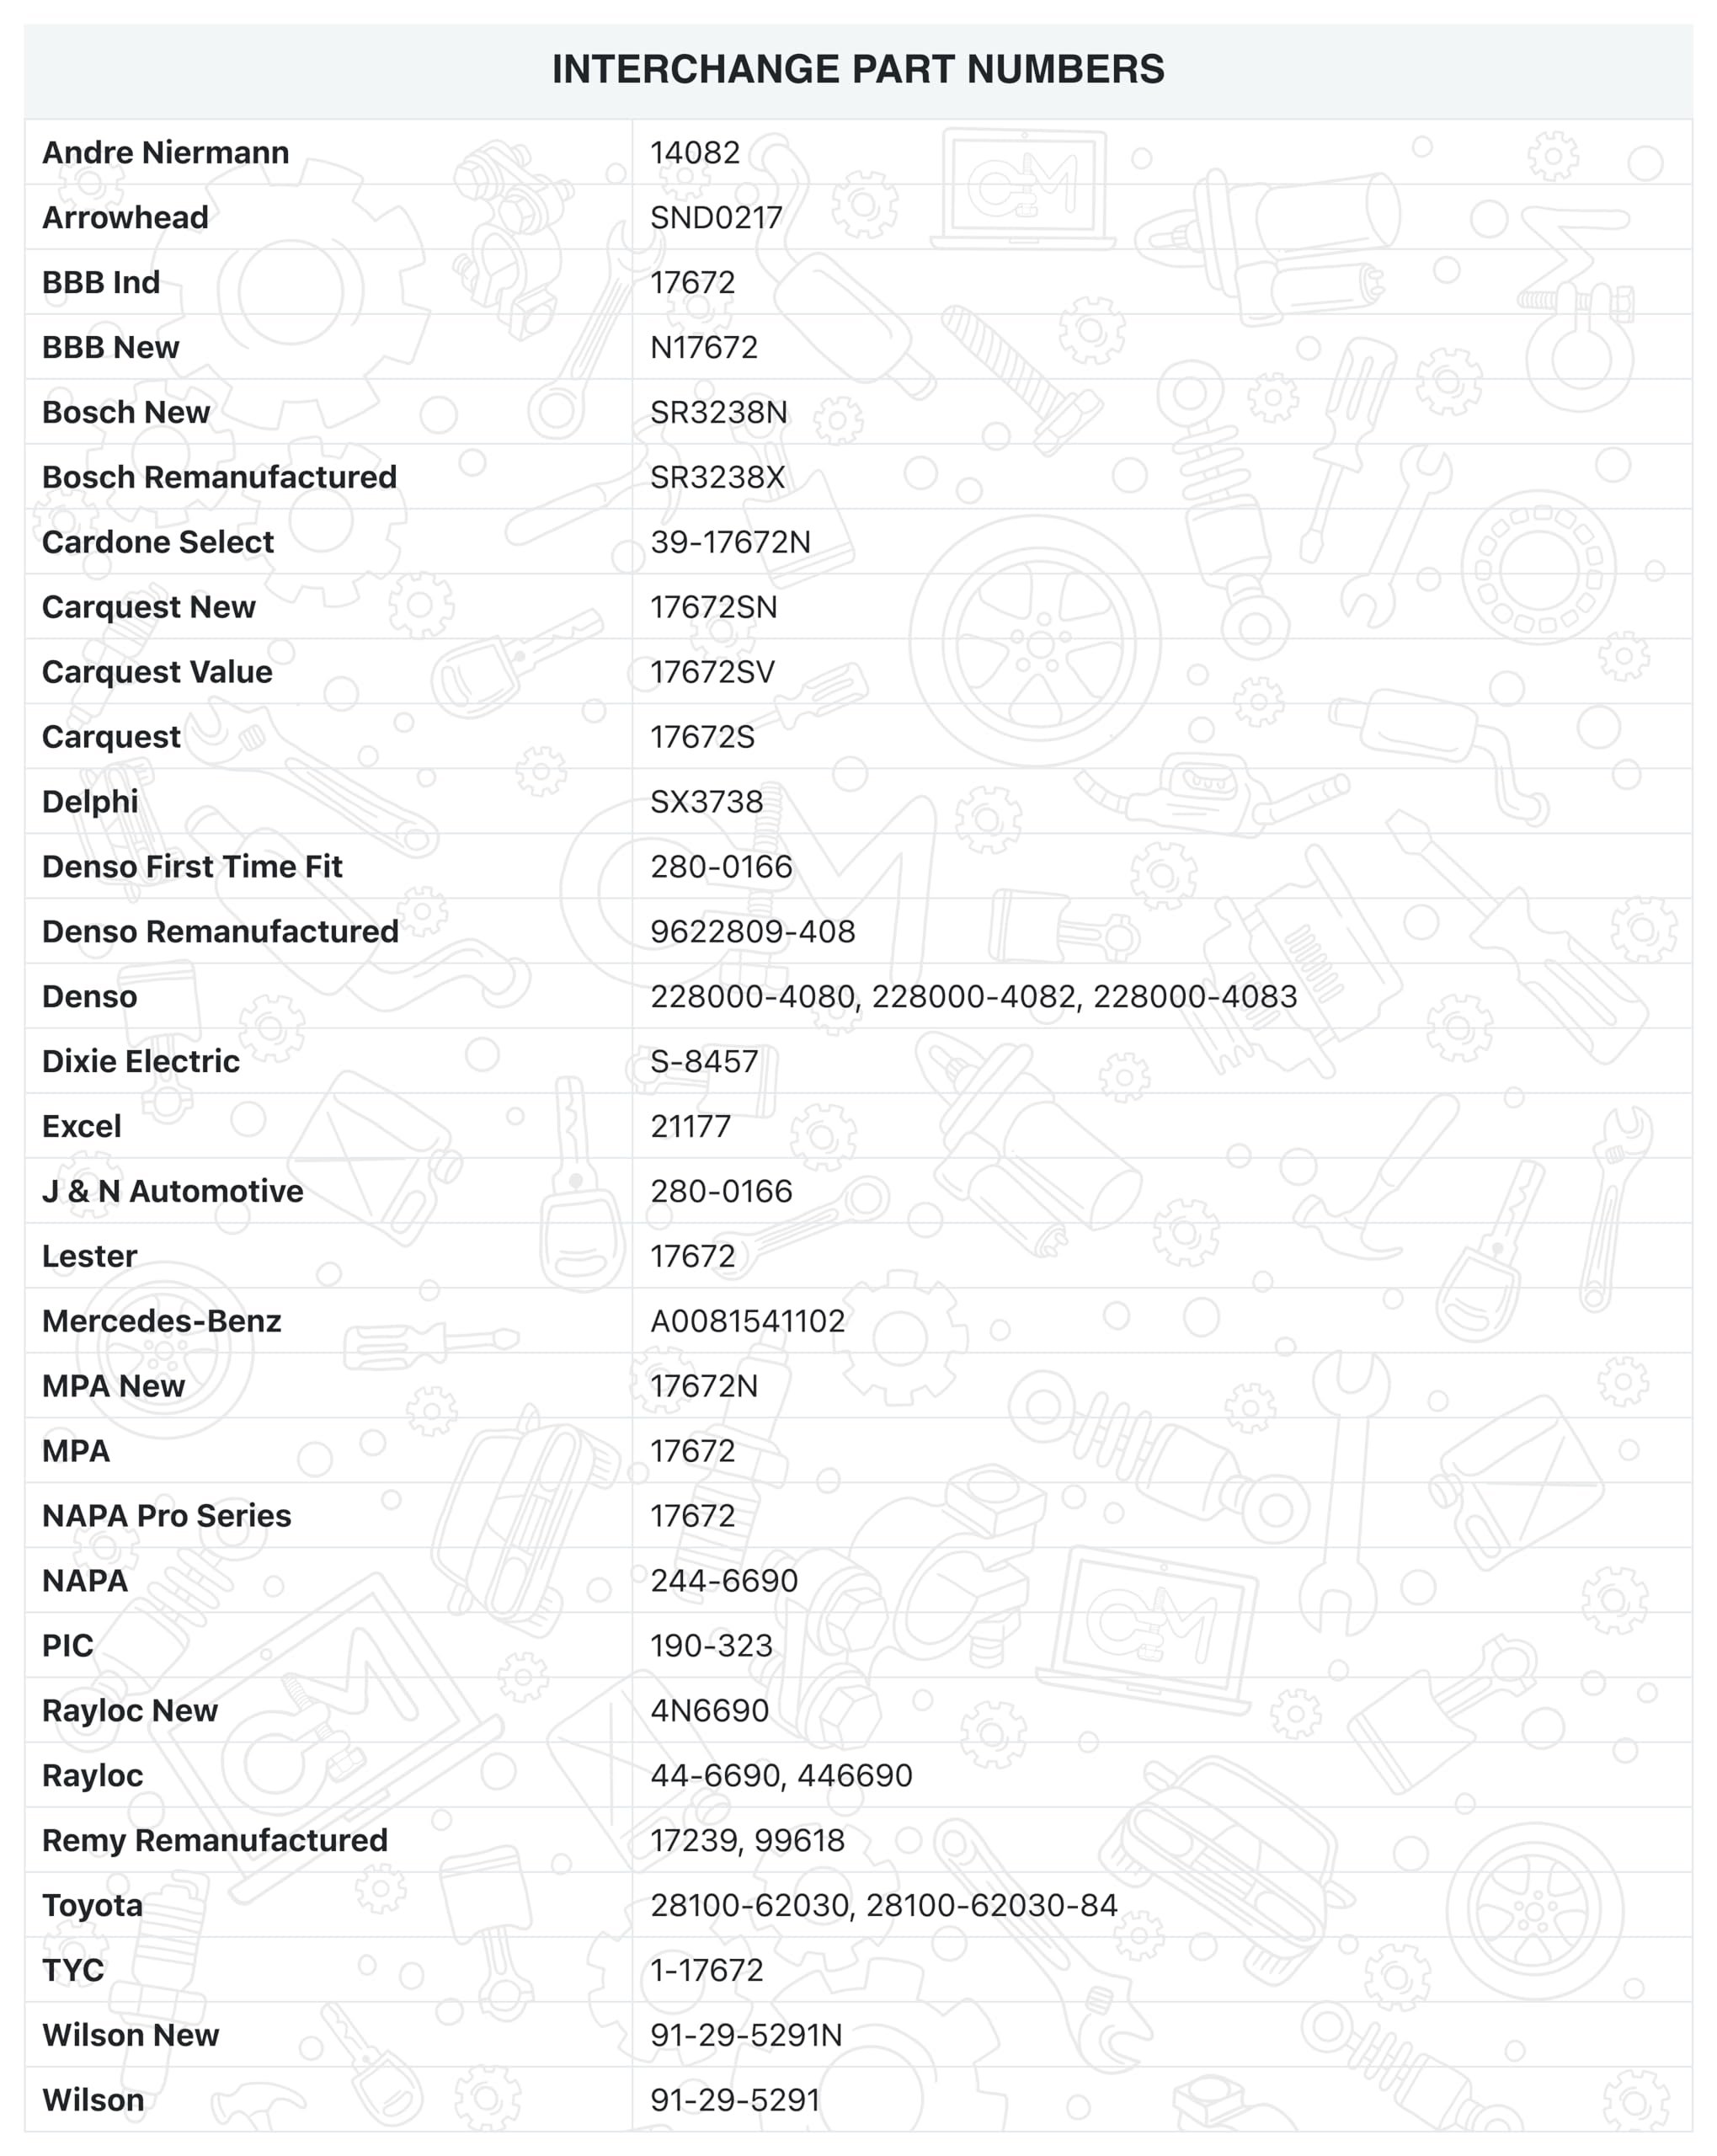 INTERCHANGE PART NUMBERS
Andre Niermann 14082
Arrowhead SND0217
BBB Ind 17672
BBB New N17672
Bosch New SR3238N
Bosch Remanufactured SR3238X
Cardone Select 39-17672N
Carquest New 17672SN
Carquest Value 17672SV
Carquest 17672S
Delphi SX3738
Denso First Time Fit 280-0166
Denso Remanufactured 9622809-408
Denso 228000-4080, 228000-4082, 228000-4083
Dixie Electric S-8457
Excel 21177
J & N Automotive 280-0166
Lester 17672
Mercedes-Benz A0081541102
MPA New 17672N
MPA 17672
NAPA Pro Series 17672
NAPA 244-6690
PIC 190-323
Rayloc New 4N6690
Rayloc 44-6690, 446690
Remy Remanufactured 17239, 99618
Toyota 28100-62030, 28100-62030-84
TYC 1-17672
Wilson New 91-29-5291N
Wilson 91-29-5291